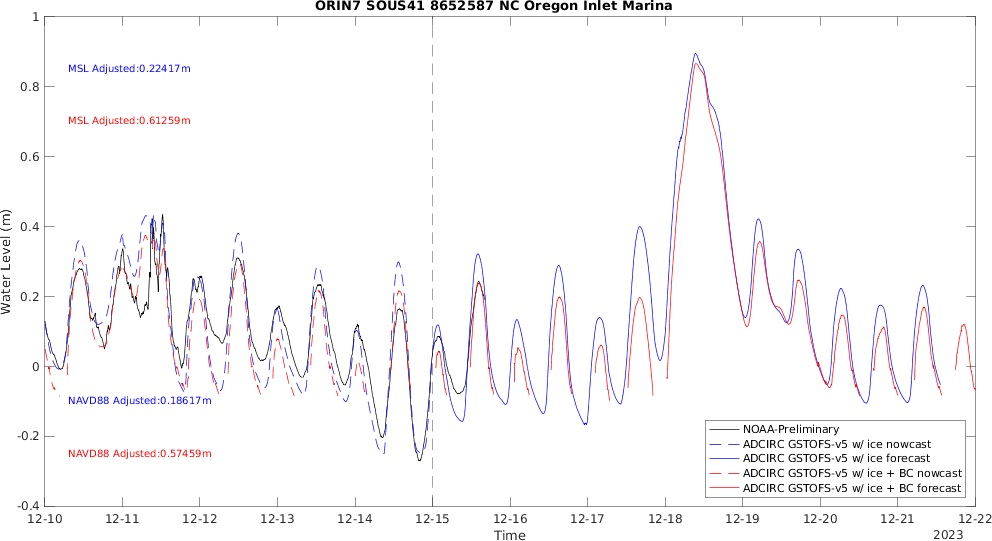 ORIN7 SOUS41 8652587 NC Oregon Inlet Marina
1
0.8
0.6
0.4
0.2
0
-0.2
-0.4
Water Level (m)
MSL Adjusted:0.22417m
MSL Adjusted:0.61259m
NAVD88 Adjusted:0.18617m
NAVD88 Adjusted:0.57459m
NOAA-Preliminary
ADCIRC GSTOFS-v5 w/ ice nowcast
ADCIRC GSTOFS-v5 w/ ice forecast
ADCIRC GSTOFS-v5 w/ ice + BC nowcast
ADCIRC GSTOFS-v5 w/ ice + BC forecast
12-10 12-11 12-12 12-13 12-14 12-15 12-16 12-17 12-18 12-19 12-20 12-21 12-22
Time
2023